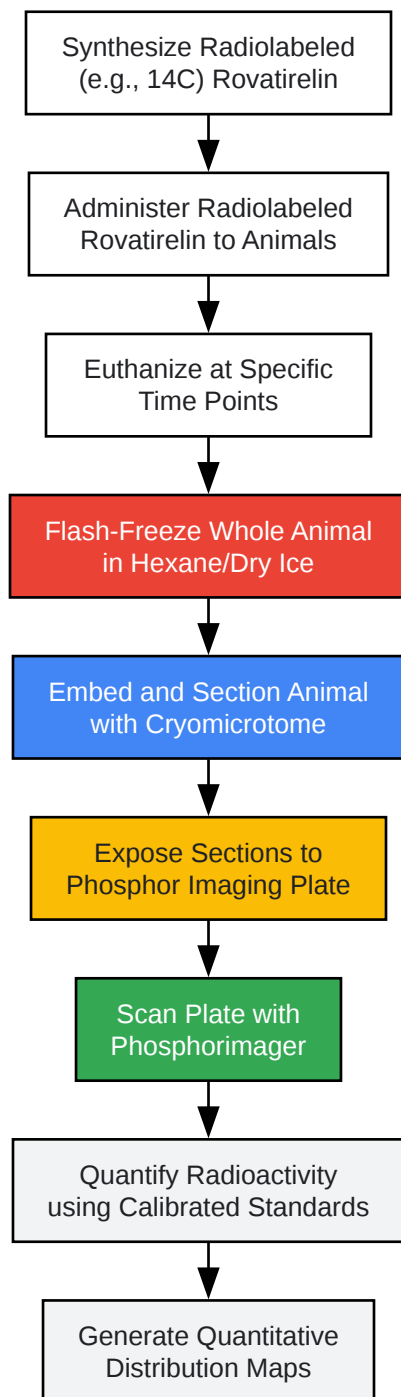 Synthesize Radiolabeled
(e.g., 14C) Rovatirelin
Administer Radiolabeled
Rovatirelin to Animals
Euthanize at Specific
Time Points
Flash-Freeze Whole Animal
in Hexane/Dry Ice
Embed and Section Animal
with Cryomicrotome
Expose Sections to
Phosphor Imaging Plate
Scan Plate with
Phosphorimager
Quantify Radioactivity
using Calibrated Standards
Generate Quantitative
Distribution Maps